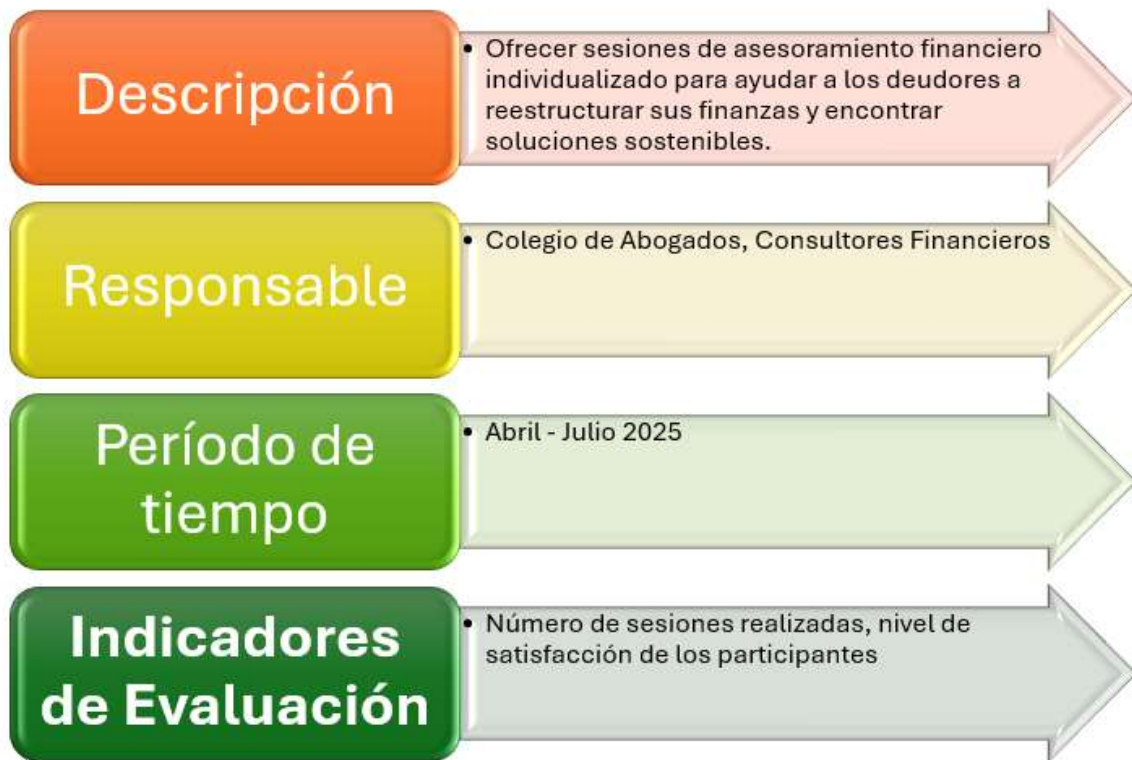 Descripción
• Ofrecer sesiones de asesoramiento financiero
individualizado para ayudar a los deudores a
reestructurar sus finanzas y encontrar
soluciones sostenibles.
Responsable
• Colegio de Abogados, Consultores Financieros
Período de
tiempo
• Abril - Julio 2025
Indicadores
de Evaluación
• Número de sesiones realizadas, nivel de
satisfacción de los participantes